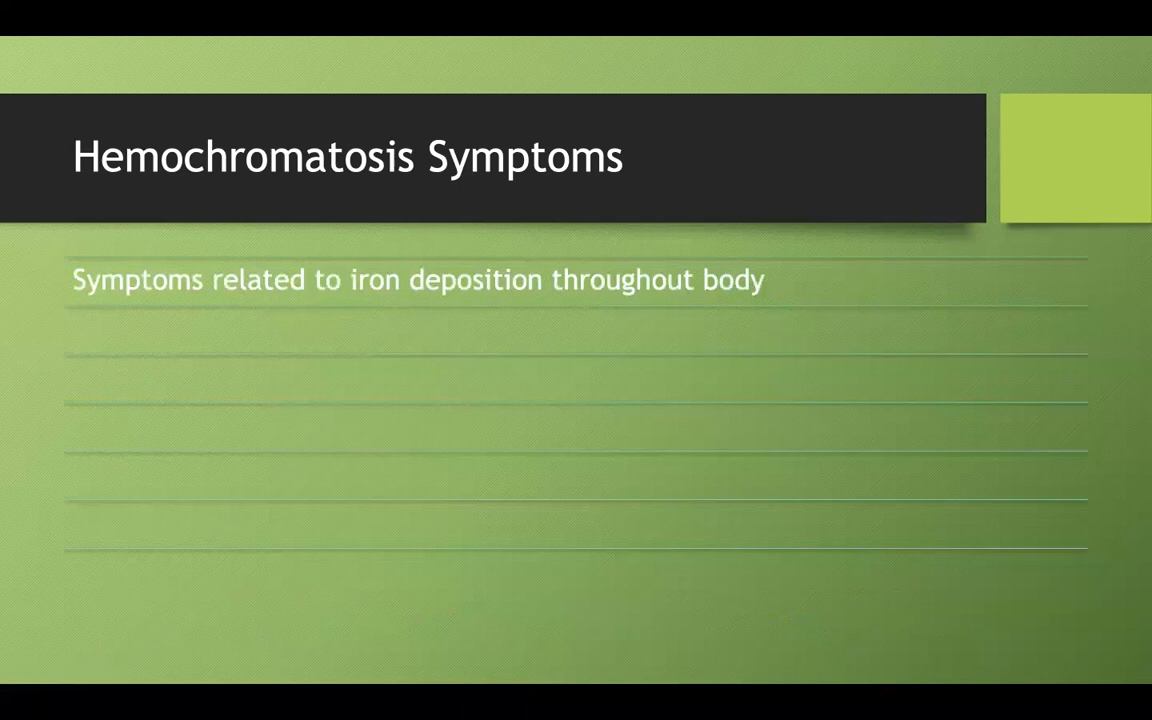 Hemochromatosis Symptoms
Symptoms related to iron deposition throughout body